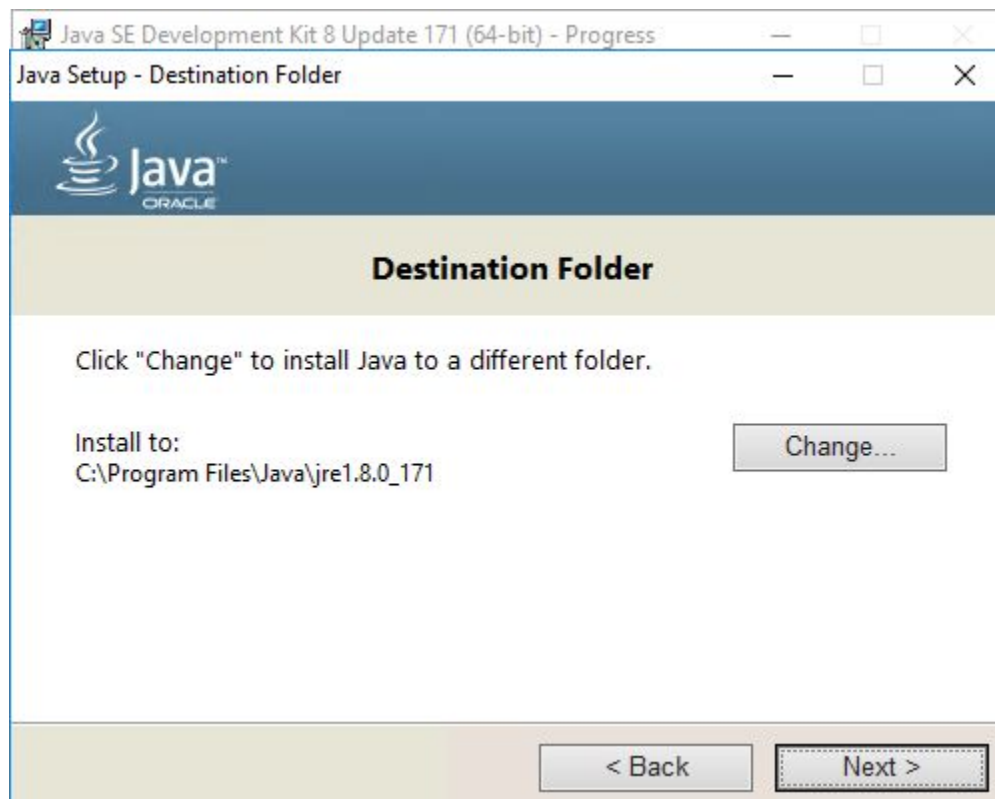 Java SE Development Kit 8 Update 171 (64-bit) - Progress
Java Setup - Destination Folder
Java™
ORACLE
Destination Folder
Click "Change" to install Java to a different folder.
Install to:
Change...
C:\Program Files\Java\jre1.8.0_171
< Back
Next >